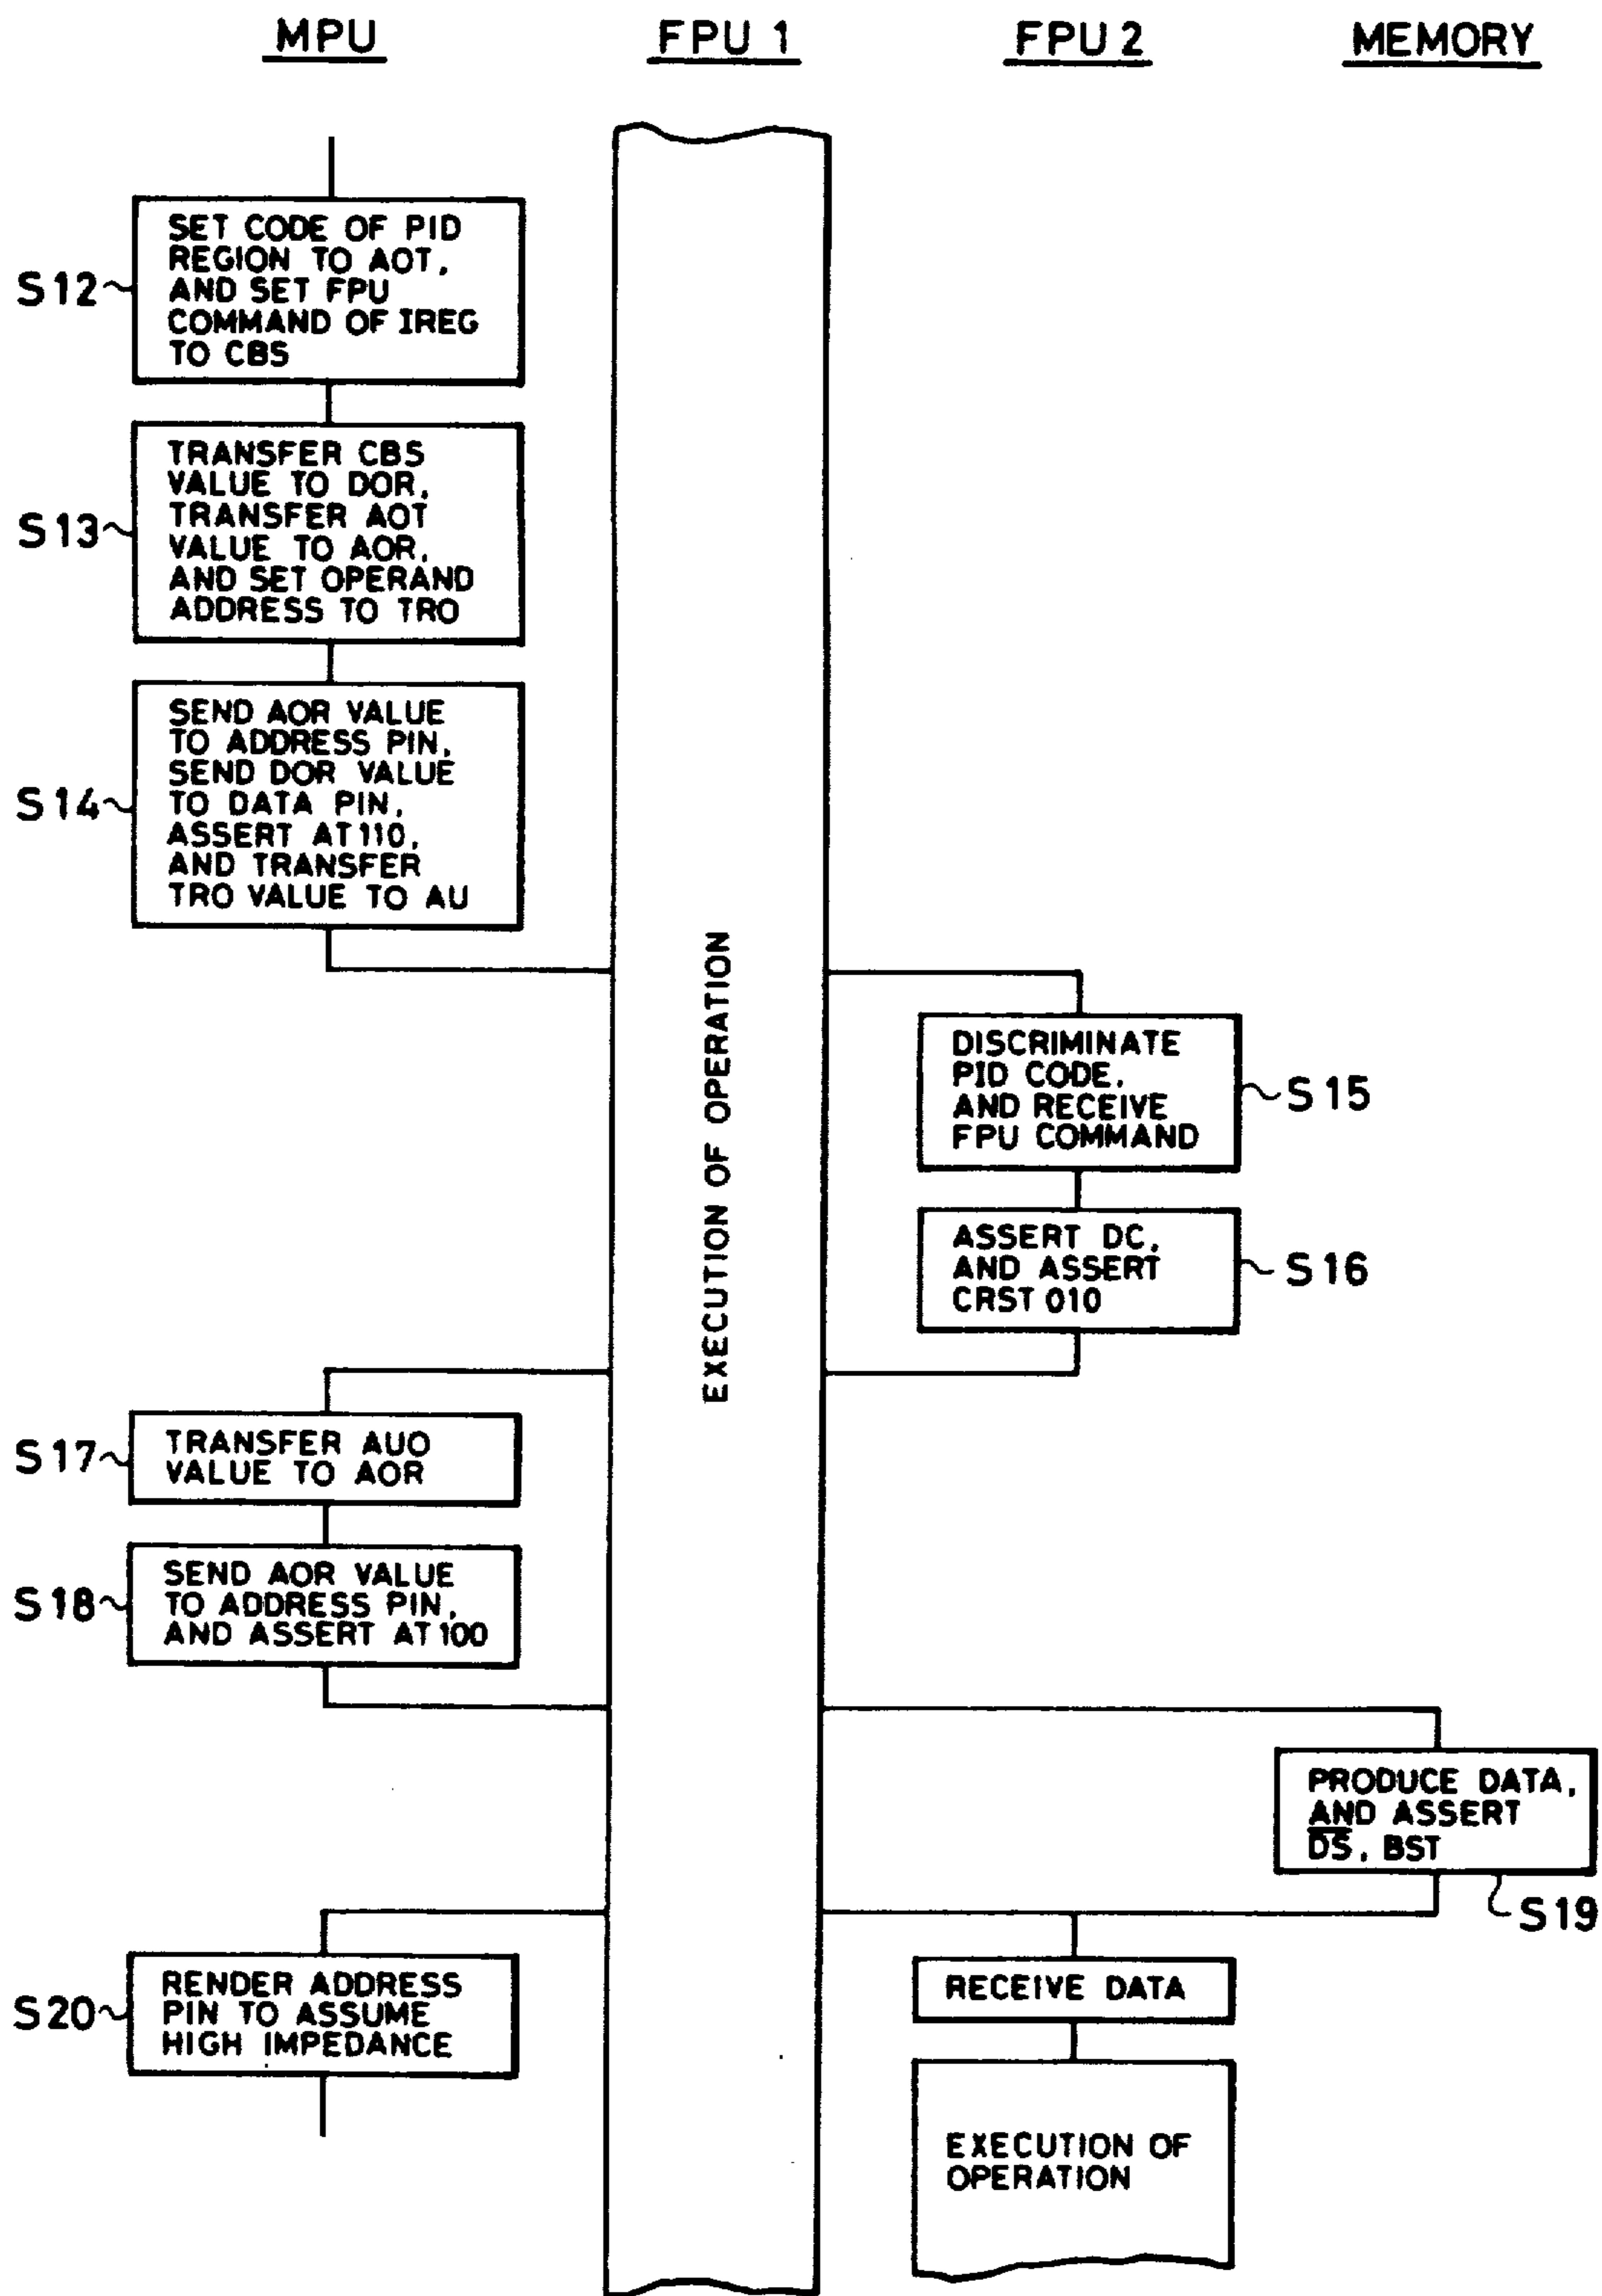 MPU
FPU 1
FPU 2
MEMORY
S12
SET CODE OF PID
REGION TO AOT,
AND SET FPU
COMMAND OF IREG
TO CBS
S13
TRANSFER CBS
VALUE TO DOR,
TRANSFER AOT
VALUE TO AOR,
AND SET OPERAND
ADDRESS TO TRO
S14
SEND AOR VALUE
TO ADDRESS PIN,
SEND DOR VALUE
TO DATA PIN,
ASSERT AT110,
AND TRANSFER
TRO VALUE TO AU
EXECUTION OF OPERATION
DISCRIMINATE
PID CODE,
AND RECEIVE
FPU COMMAND
S15
ASSERT DC,
AND ASSERT
CRST 010
S16
S17
TRANSFER AUO
VALUE TO AOR
S18
SEND AOR VALUE
TO ADDRESS PIN,
AND ASSERT AT100
PRODUCE DATA,
AND ASSERT
D̅S̅, BST
S19
S20
RENDER ADDRESS
PIN TO ASSUME
HIGH IMPEDANCE
RECEIVE DATA
EXECUTION OF
OPERATION